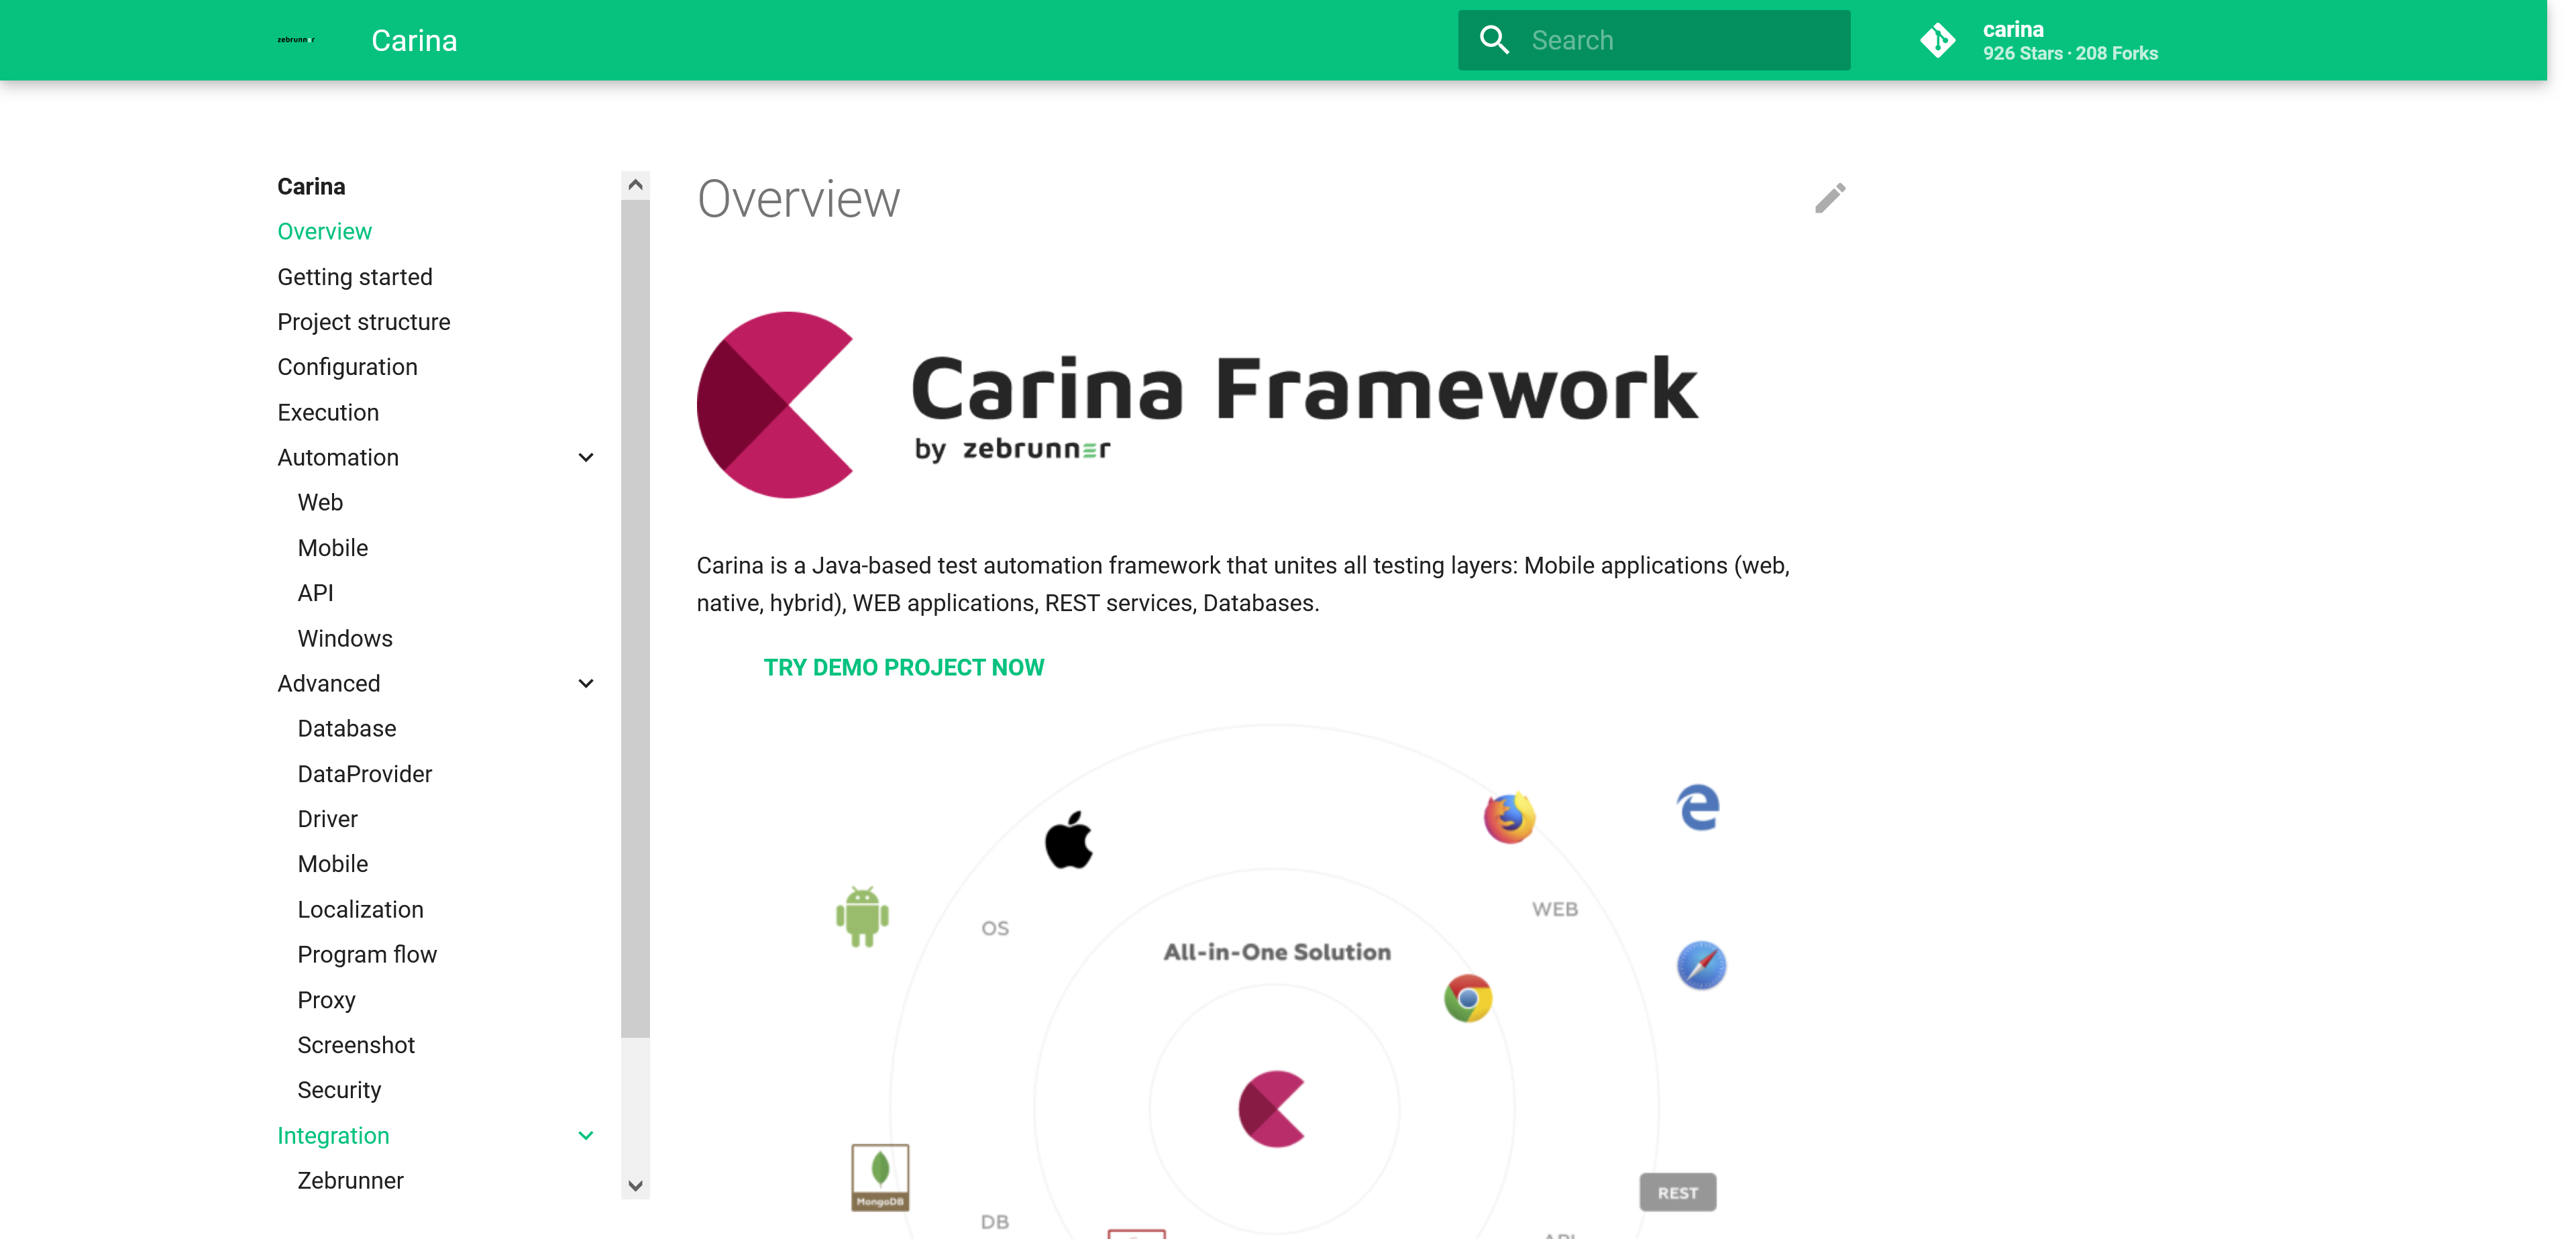 zebrunner
Carina
Search
carina
926 Stars · 208 Forks
Carina
Overview
Getting started
Project structure
Configuration
Execution
Automation
Web
Mobile
API
Windows
Advanced
Database
DataProvider
Driver
Mobile
Localization
Program flow
Proxy
Screenshot
Security
Integration
Zebrunner
Overview
Carina Framework
by zebrunner
Carina is a Java-based test automation framework that unites all testing layers: Mobile applications (web,
native, hybrid), WEB applications, REST services, Databases.
TRY DEMO PROJECT NOW
OS
WEB
All-in-One Solution
MongoDB
REST
DB